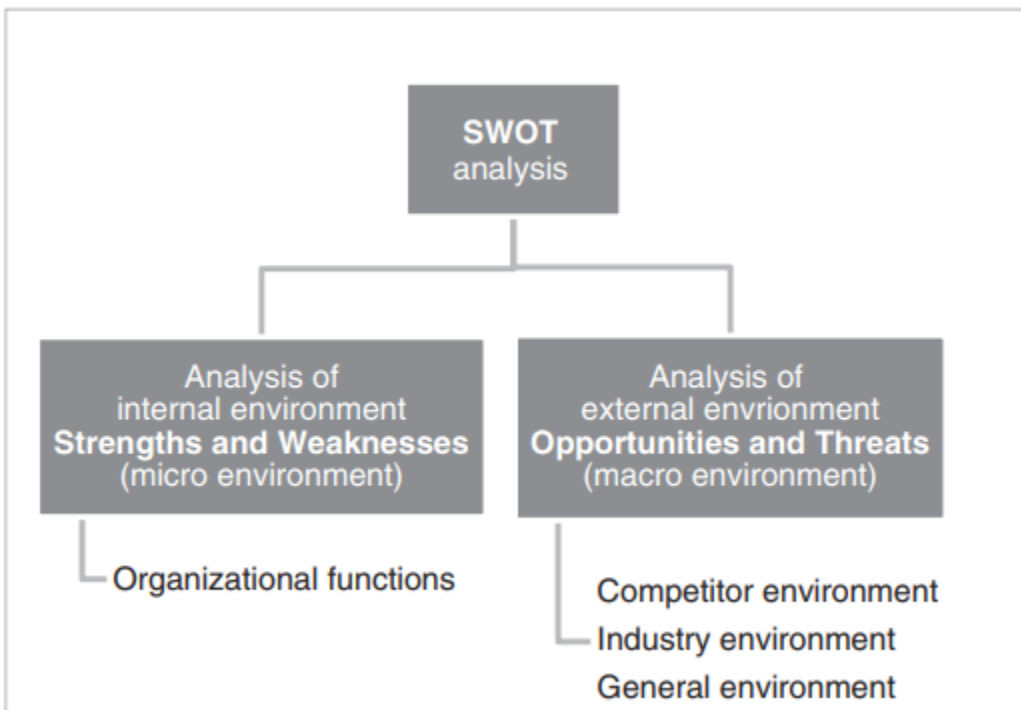 SWOT
analysis
Analysis of
internal environment
Strengths and Weaknesses
(micro environment)
Analysis of
external envrionment
Opportunities and Threats
(macro environment)
Organizational functions
Competitor environment
Industry environment
General environment